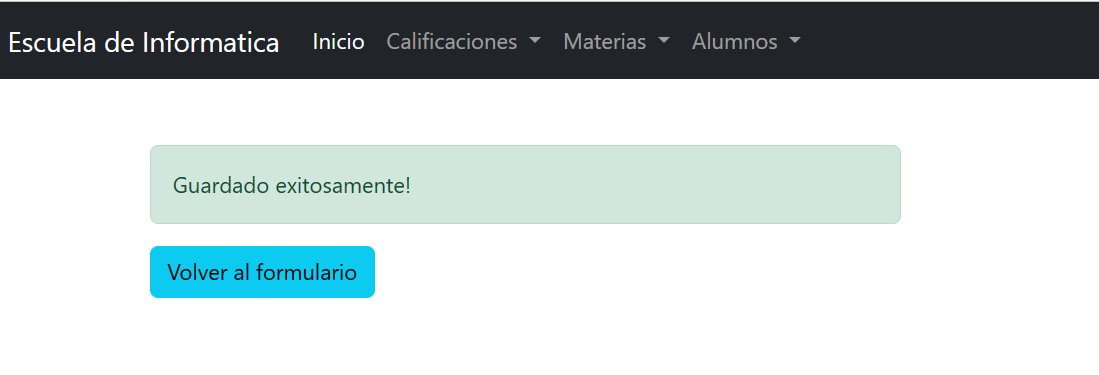 Escuela de Informatica Inicio Calificaciones Materias Alumnos
Guardado exitosamente!
Volver al formulario